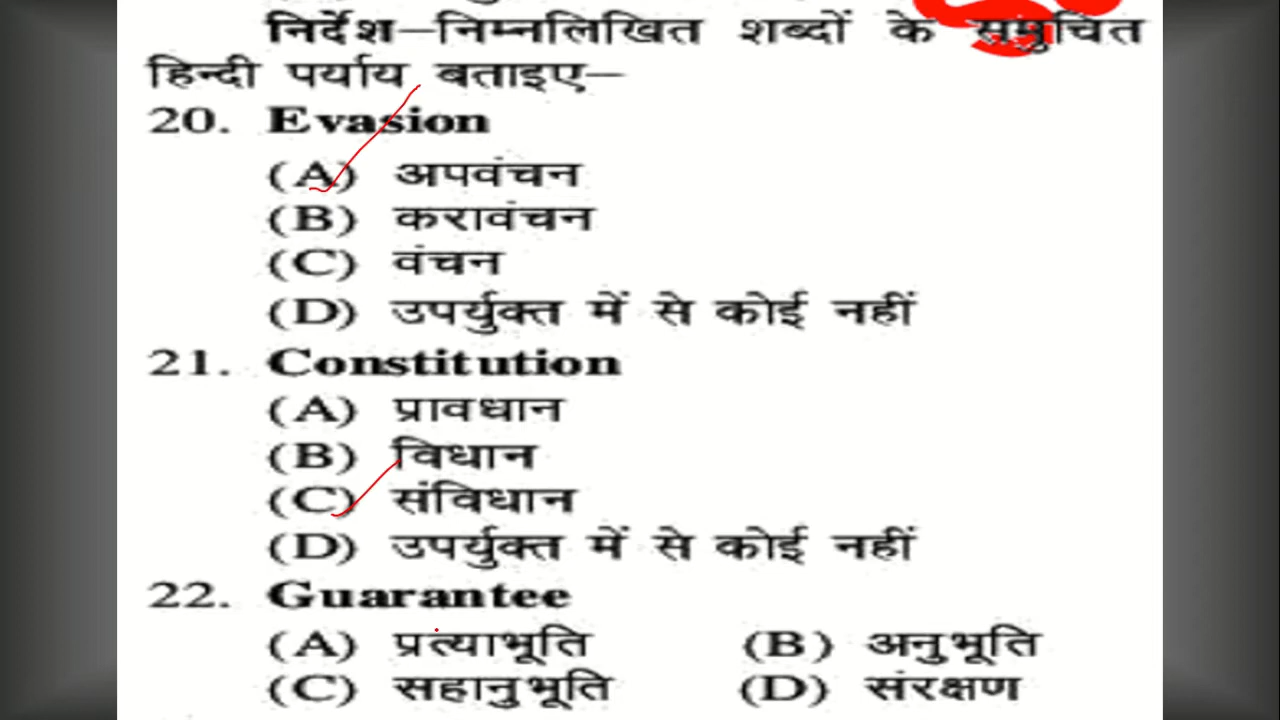 निर्देश–निम्नलिखित शब्दों के समुचित
हिन्दी पर्याय बताइए–
20. Evasion
(A) अपवंचन
(B) करावंचन
(C) वंचन
(D) उपर्युक्त में से कोई नहीं
21. Constitution
(A) प्रावधान
(B) विधान
(C) संविधान
(D) उपर्युक्त में से कोई नहीं
22. Guarantee
(A) प्रत्याभूति (B) अनुभूति
(C) सहानुभूति (D) संरक्षण